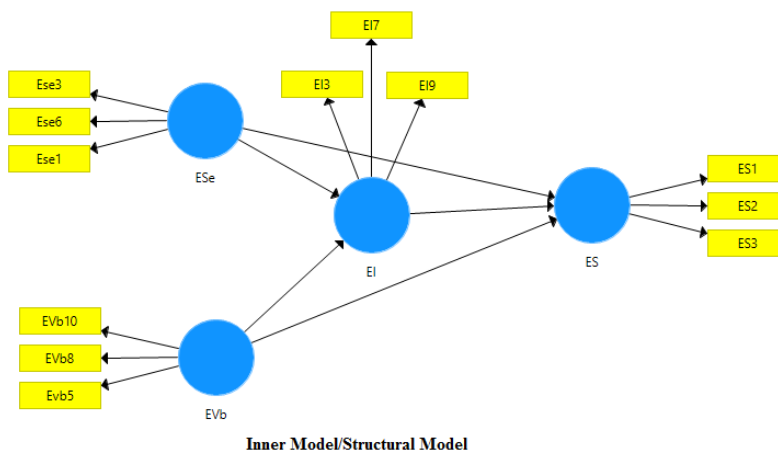 EI7
Ese3
EI3
EI9
Ese6
Ese1
ESe
ES1
ES2
ES3
EI
ES
EVb10
EVb8
Evb5
EVb
Inner Model/Structural Model